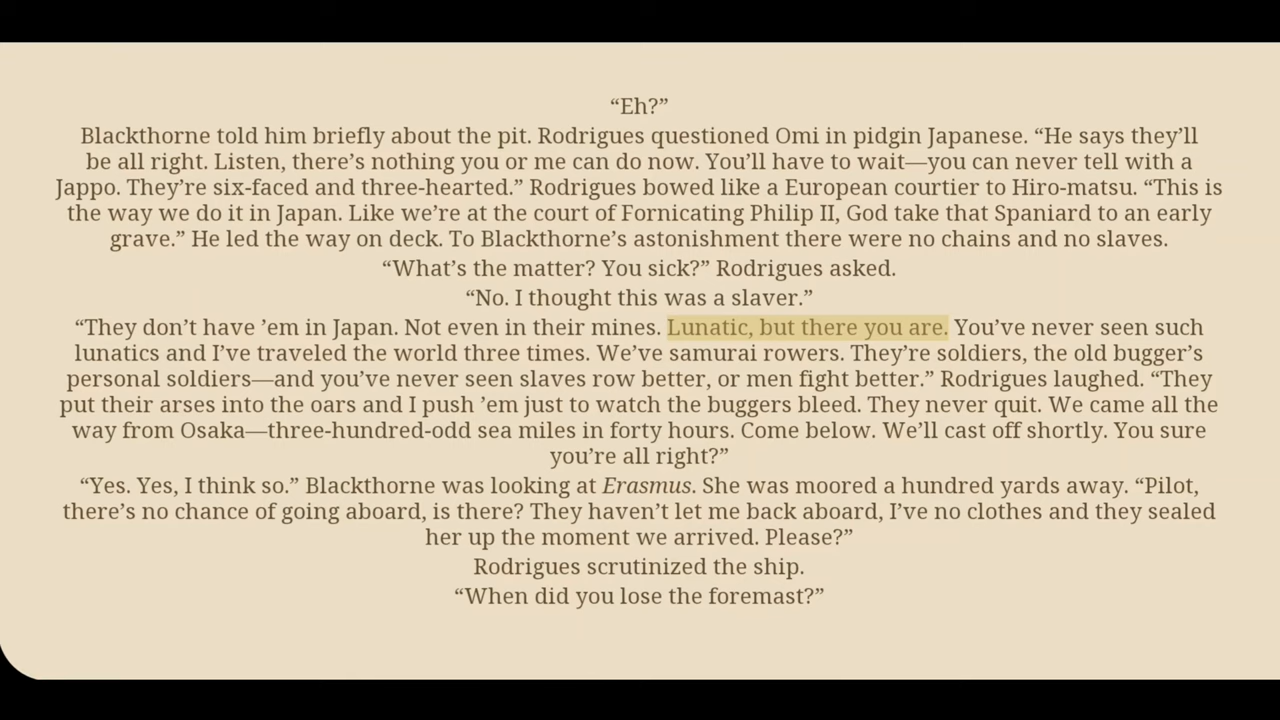 “Eh?”
Blackthorne told him briefly about the pit. Rodrigues questioned Omi in pidgin Japanese. “He says they’ll
be all right. Listen, there’s nothing you or me can do now. You’ll have to wait—you can never tell with a
Jappo. They’re six-faced and three-hearted.” Rodrigues bowed like a European courtier to Hiro-matsu. “This is
the way we do it in Japan. Like we’re at the court of Fornicating Philip II, God take that Spaniard to an early
grave.” He led the way on deck. To Blackthorne’s astonishment there were no chains and no slaves.
“What’s the matter? You sick?” Rodrigues asked.
“No. I thought this was a slaver.”
“They don’t have ’em in Japan. Not even in their mines. Lunatic, but there you are. You’ve never seen such
lunatics and I’ve traveled the world three times. We’ve samurai rowers. They’re soldiers, the old bugger’s
personal soldiers—and you’ve never seen slaves row better, or men fight better.” Rodrigues laughed. “They
put their arses into the oars and I push ’em just to watch the buggers bleed. They never quit. We came all the
way from Osaka—three-hundred-odd sea miles in forty hours. Come below. We’ll cast off shortly. You sure
you’re all right?”
“Yes. Yes, I think so.” Blackthorne was looking at Erasmus. She was moored a hundred yards away. “Pilot,
there’s no chance of going aboard, is there? They haven’t let me back aboard, I’ve no clothes and they sealed
her up the moment we arrived. Please?”
Rodrigues scrutinized the ship.
“When did you lose the foremast?”